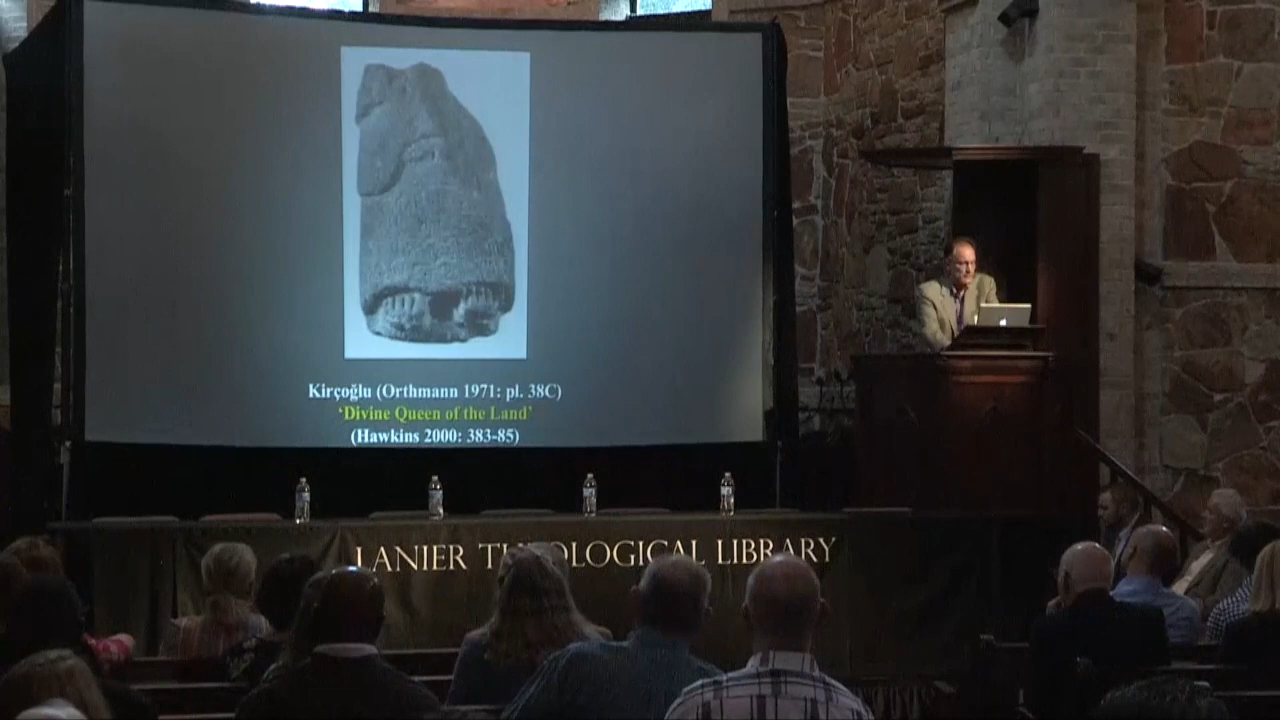 Kirçoğlu (Orthmann 1971: pl. 38C)
‘Divine Queen of the Land’
(Hawkins 2000: 383-85)
LANIER THEOLOGICAL LIBRARY